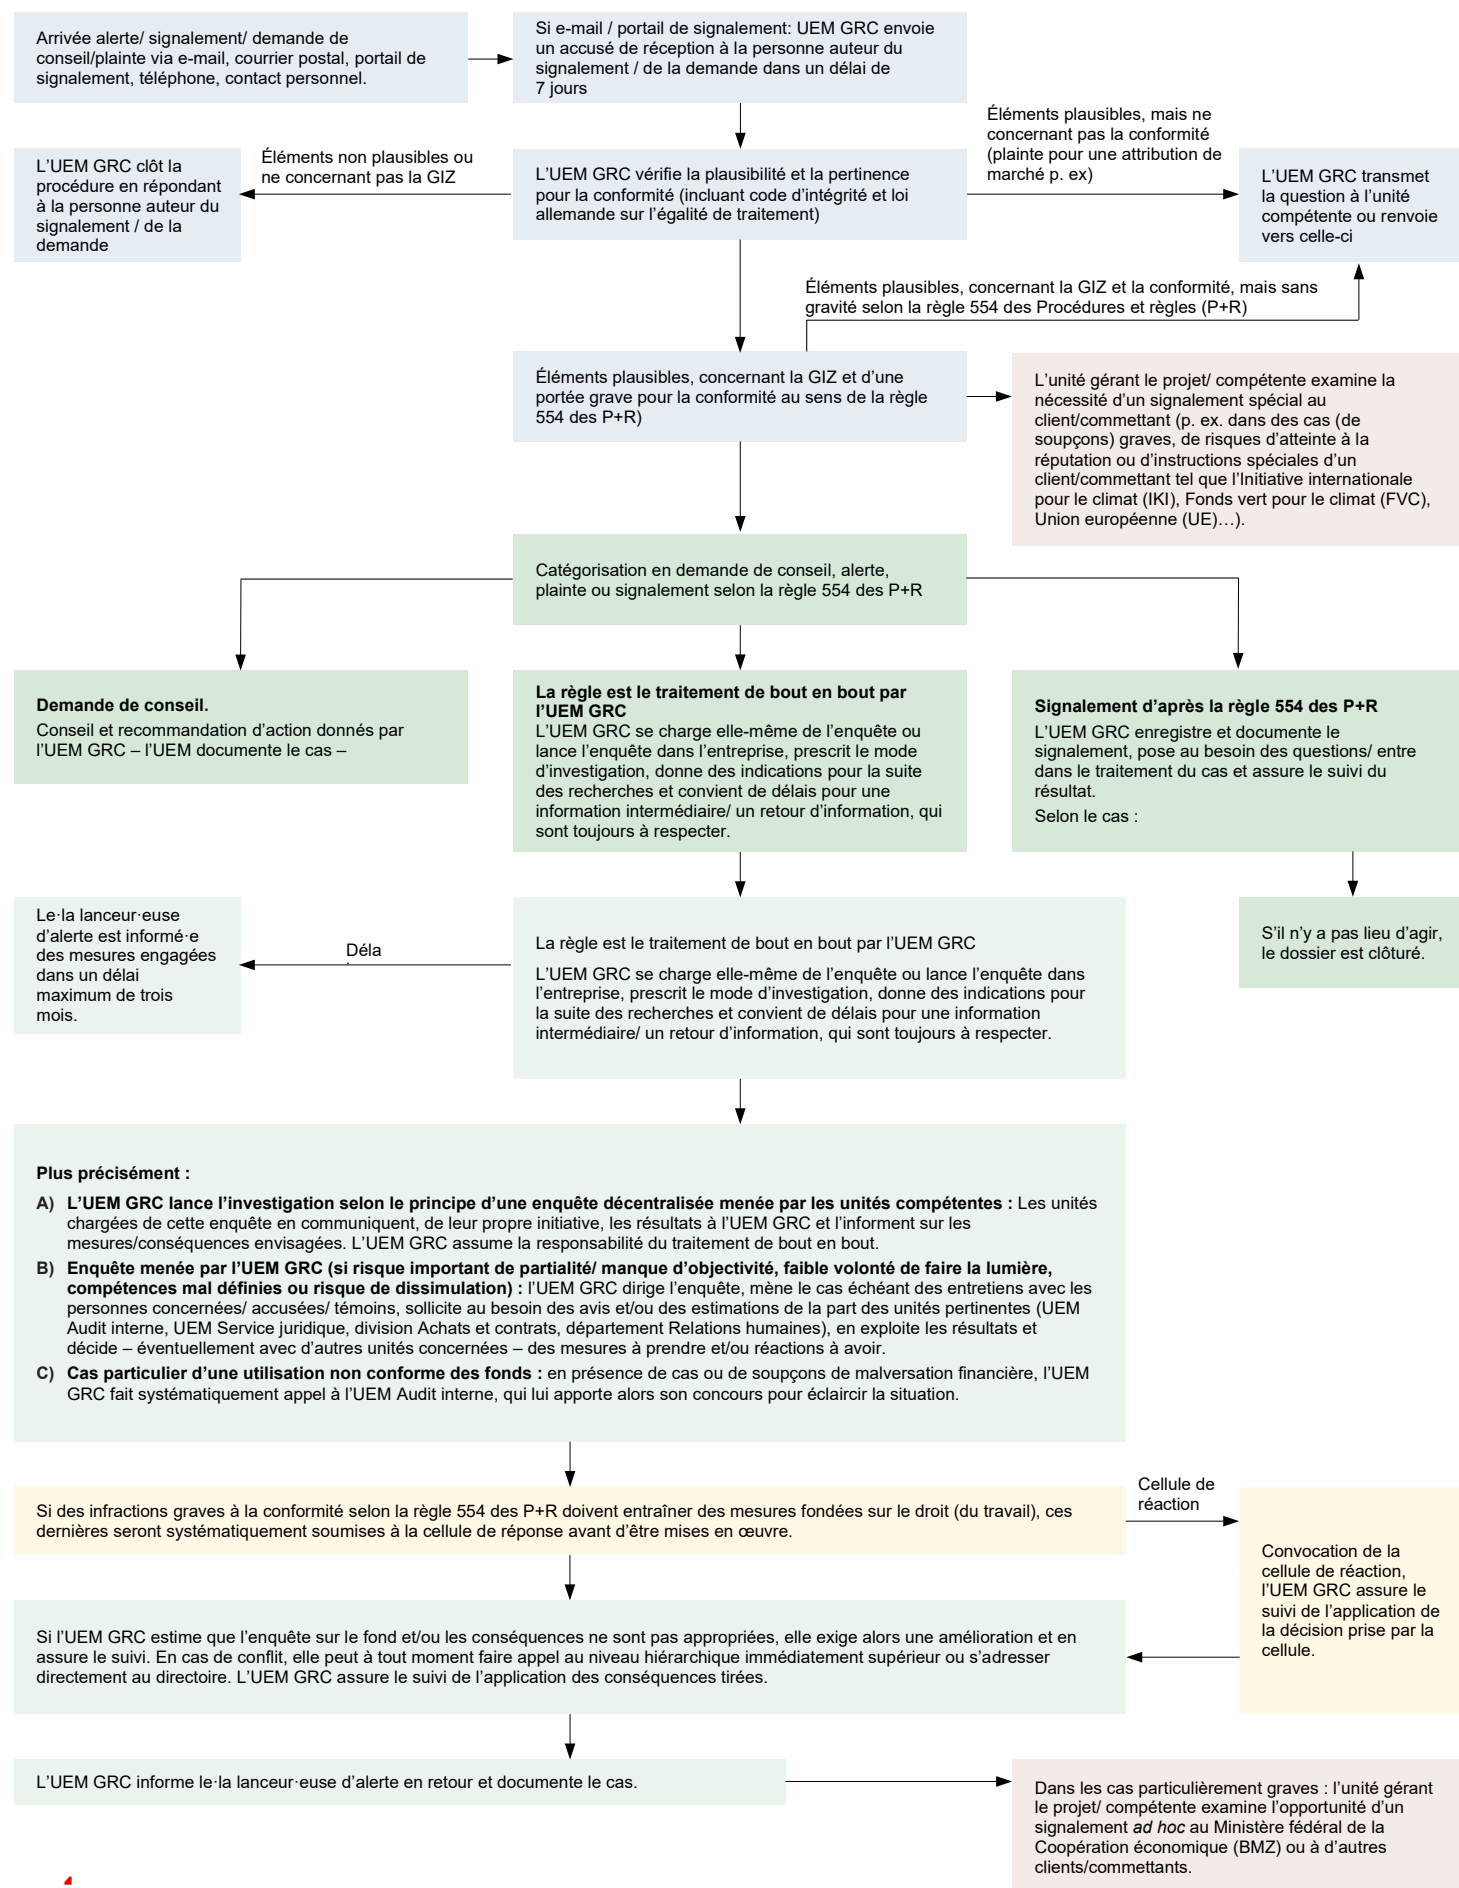 Arrivée alerte/ signalement/ demande de
conseil/plainte via e-mail, courrier postal, portail de
signalement, téléphone, contact personnel.
Si e-mail / portail de signalement: UEM GRC envoie
un accusé de réception à la personne auteur du
signalement / de la demande dans un délai de
7 jours
Éléments plausibles, mais ne
concernant pas la conformité
(plainte pour une attribution de
marché p. ex)
L’UEM GRC clôt la
procédure en répondant
à la personne auteur du
signalement / de la
demande
Éléments non plausibles ou
ne concernant pas la GIZ
L’UEM GRC vérifie la plausibilité et la pertinence
pour la conformité (incluant code d’intégrité et loi
allemande sur l’égalité de traitement)
L’UEM GRC transmet
la question à l’unité
compétente ou renvoie
vers celle-ci
Éléments plausibles, concernant la GIZ et la conformité, mais sans
gravité selon la règle 554 des Procédures et règles (P+R)
Éléments plausibles, concernant la GIZ et d’une
portée grave pour la conformité au sens de la règle
554 des P+R)
L’unité gérant le projet/ compétente examine la
nécessité d’un signalement spécial au
client/commettant (p. ex. dans des cas (de
soupçons) graves, de risques d’atteinte à la
réputation ou d’instructions spéciales d’un
client/commettant tel que l’Initiative internationale
pour le climat (IKI), Fonds vert pour le climat (FVC),
Union européenne (UE)…).
Catégorisation en demande de conseil, alerte,
plainte ou signalement selon la règle 554 des P+R
Demande de conseil.
Conseil et recommandation d’action donnés par
l’UEM GRC – l’UEM documente le cas –
La règle est le traitement de bout en bout par
l’UEM GRC
L’UEM GRC se charge elle-même de l’enquête ou
lance l’enquête dans l’entreprise, prescrit le mode
d’investigation, donne des indications pour la suite
des recherches et convient de délais pour une
information intermédiaire/ un retour d’information, qui
sont toujours à respecter.
Signalement d’après la règle 554 des P+R
L’UEM GRC enregistre et documente le
signalement, pose au besoin des questions/ entre
dans le traitement du cas et assure le suivi du
résultat.
Selon le cas :
Le·la lanceur·euse
d’alerte est informé·e
des mesures engagées
dans un délai
maximum de trois
mois.
Déla
La règle est le traitement de bout en bout par l’UEM GRC
L’UEM GRC se charge elle-même de l’enquête ou lance l’enquête dans
l’entreprise, prescrit le mode d’investigation, donne des indications pour
la suite des recherches et convient de délais pour une information
intermédiaire/ un retour d’information, qui sont toujours à respecter.
S’il n’y a pas lieu d’agir,
le dossier est clôturé.
Plus précisément :
A) L’UEM GRC lance l’investigation selon le principe d’une enquête décentralisée menée par les unités compétentes : Les unités
chargées de cette enquête en communiquent, de leur propre initiative, les résultats à l’UEM GRC et l’informent sur les
mesures/conséquences envisagées. L’UEM GRC assume la responsabilité du traitement de bout en bout.
B) Enquête menée par l’UEM GRC (si risque important de partialité/ manque d’objectivité, faible volonté de faire la lumière,
compétences mal définies ou risque de dissimulation) : l’UEM GRC dirige l’enquête, mène le cas échéant des entretiens avec les
personnes concernées/ accusées/ témoins, sollicite au besoin des avis et/ou des estimations de la part des unités pertinentes (UEM
Audit interne, UEM Service juridique, division Achats et contrats, département Relations humaines), en exploite les résultats et
décide – éventuellement avec d’autres unités concernées – des mesures à prendre et/ou réactions à avoir.
C) Cas particulier d’une utilisation non conforme des fonds : en présence de cas ou de soupçons de malversation financière, l’UEM
GRC fait systématiquement appel à l’UEM Audit interne, qui lui apporte alors son concours pour éclaircir la situation.
Si des infractions graves à la conformité selon la règle 554 des P+R doivent entraîner des mesures fondées sur le droit (du travail), ces
dernières seront systématiquement soumises à la cellule de réponse avant d’être mises en œuvre.
Cellule de
réaction
Convocation de la
cellule de réaction,
l’UEM GRC assure le
suivi de l’application de
la décision prise par la
cellule.
Si l’UEM GRC estime que l’enquête sur le fond et/ou les conséquences ne sont pas appropriées, elle exige alors une amélioration et en
assure le suivi. En cas de conflit, elle peut à tout moment faire appel au niveau hiérarchique immédiatement supérieur ou s’adresser
directement au directoire. L’UEM GRC assure le suivi de l’application des conséquences tirées.
L’UEM GRC informe le·la lanceur·euse d’alerte en retour et documente le cas.
Dans les cas particulièrement graves : l’unité gérant
le projet/ compétente examine l’opportunité d’un
signalement ad hoc au Ministère fédéral de la
Coopération économique (BMZ) ou à d’autres
clients/commettants.